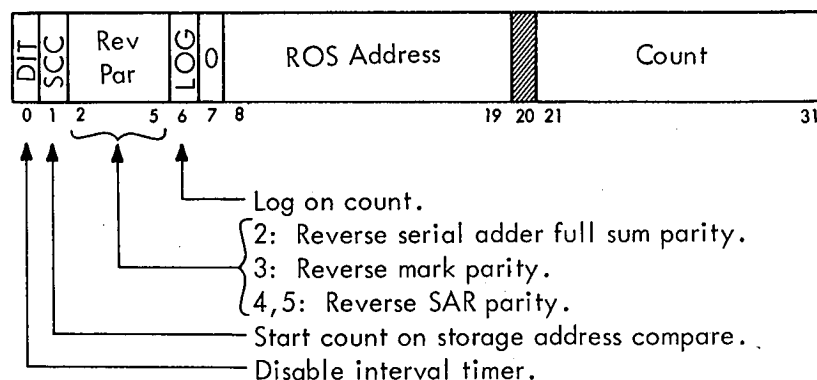 DIT SCC Rev Par LOG 0 ROS Address Count
0 1 2 5 6 7 8 19 20 21 31
Log on count.
2: Reverse serial adder full sum parity.
3: Reverse mark parity.
4,5: Reverse SAR parity.
Start count on storage address compare.
Disable interval timer.